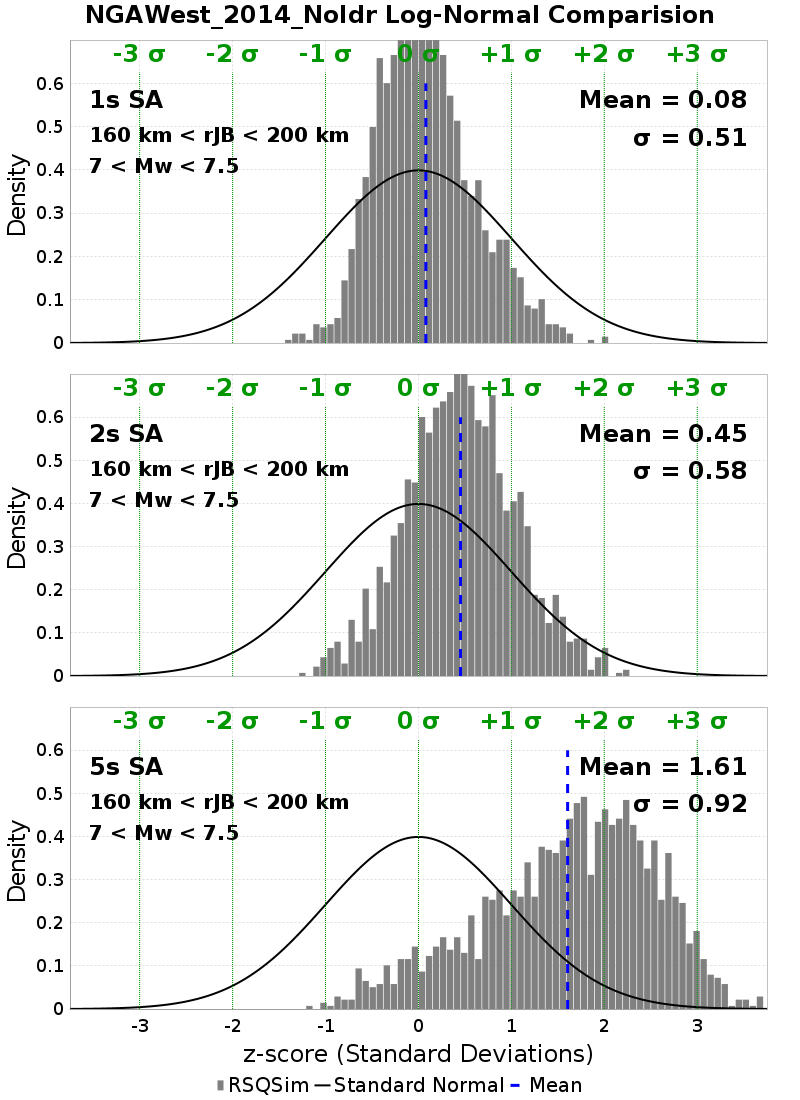 NGAWest_2014_NoIdr Log-Normal Comparision
-3 σ -2 σ -1 σ 0 σ +1 σ +2 σ +3 σ
1s SA
160 km < rJB < 200 km
7 < Mw < 7.5
Mean = 0.08
σ = 0.51
Density
0.6
0.5
0.4
0.3
0.2
0.1
0
-3 σ -2 σ -1 σ 0 σ +1 σ +2 σ +3 σ
2s SA
160 km < rJB < 200 km
7 < Mw < 7.5
Mean = 0.45
σ = 0.58
Density
0.6
0.5
0.4
0.3
0.2
0.1
0
-3 σ -2 σ -1 σ 0 σ +1 σ +2 σ +3 σ
5s SA
160 km < rJB < 200 km
7 < Mw < 7.5
Mean = 1.61
σ = 0.92
Density
0.6
0.5
0.4
0.3
0.2
0.1
0
-3 -2 -1 0 1 2 3
z-score (Standard Deviations)
RSQSim Standard Normal Mean